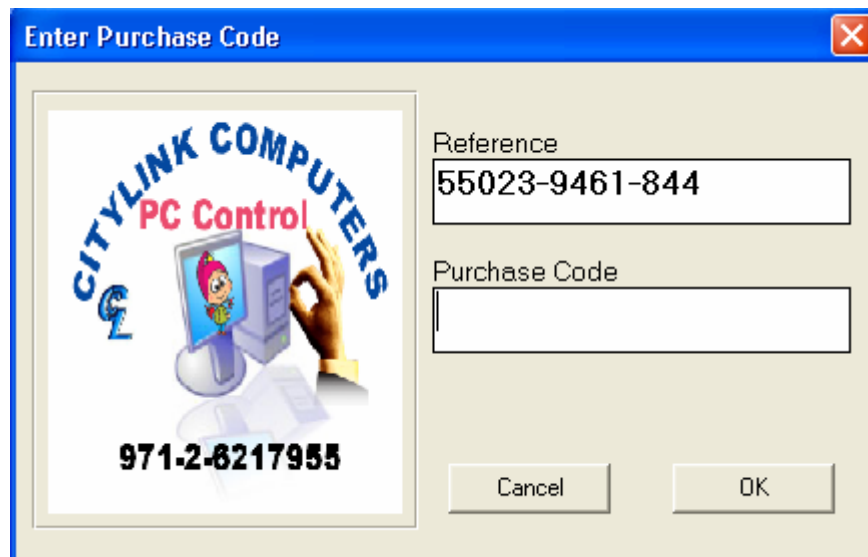 Enter Purchase Code
CITYLINK COMPUTERS
PC Control
CL
971-2-6217955
Reference
55023-9461-844
Purchase Code
Cancel
OK